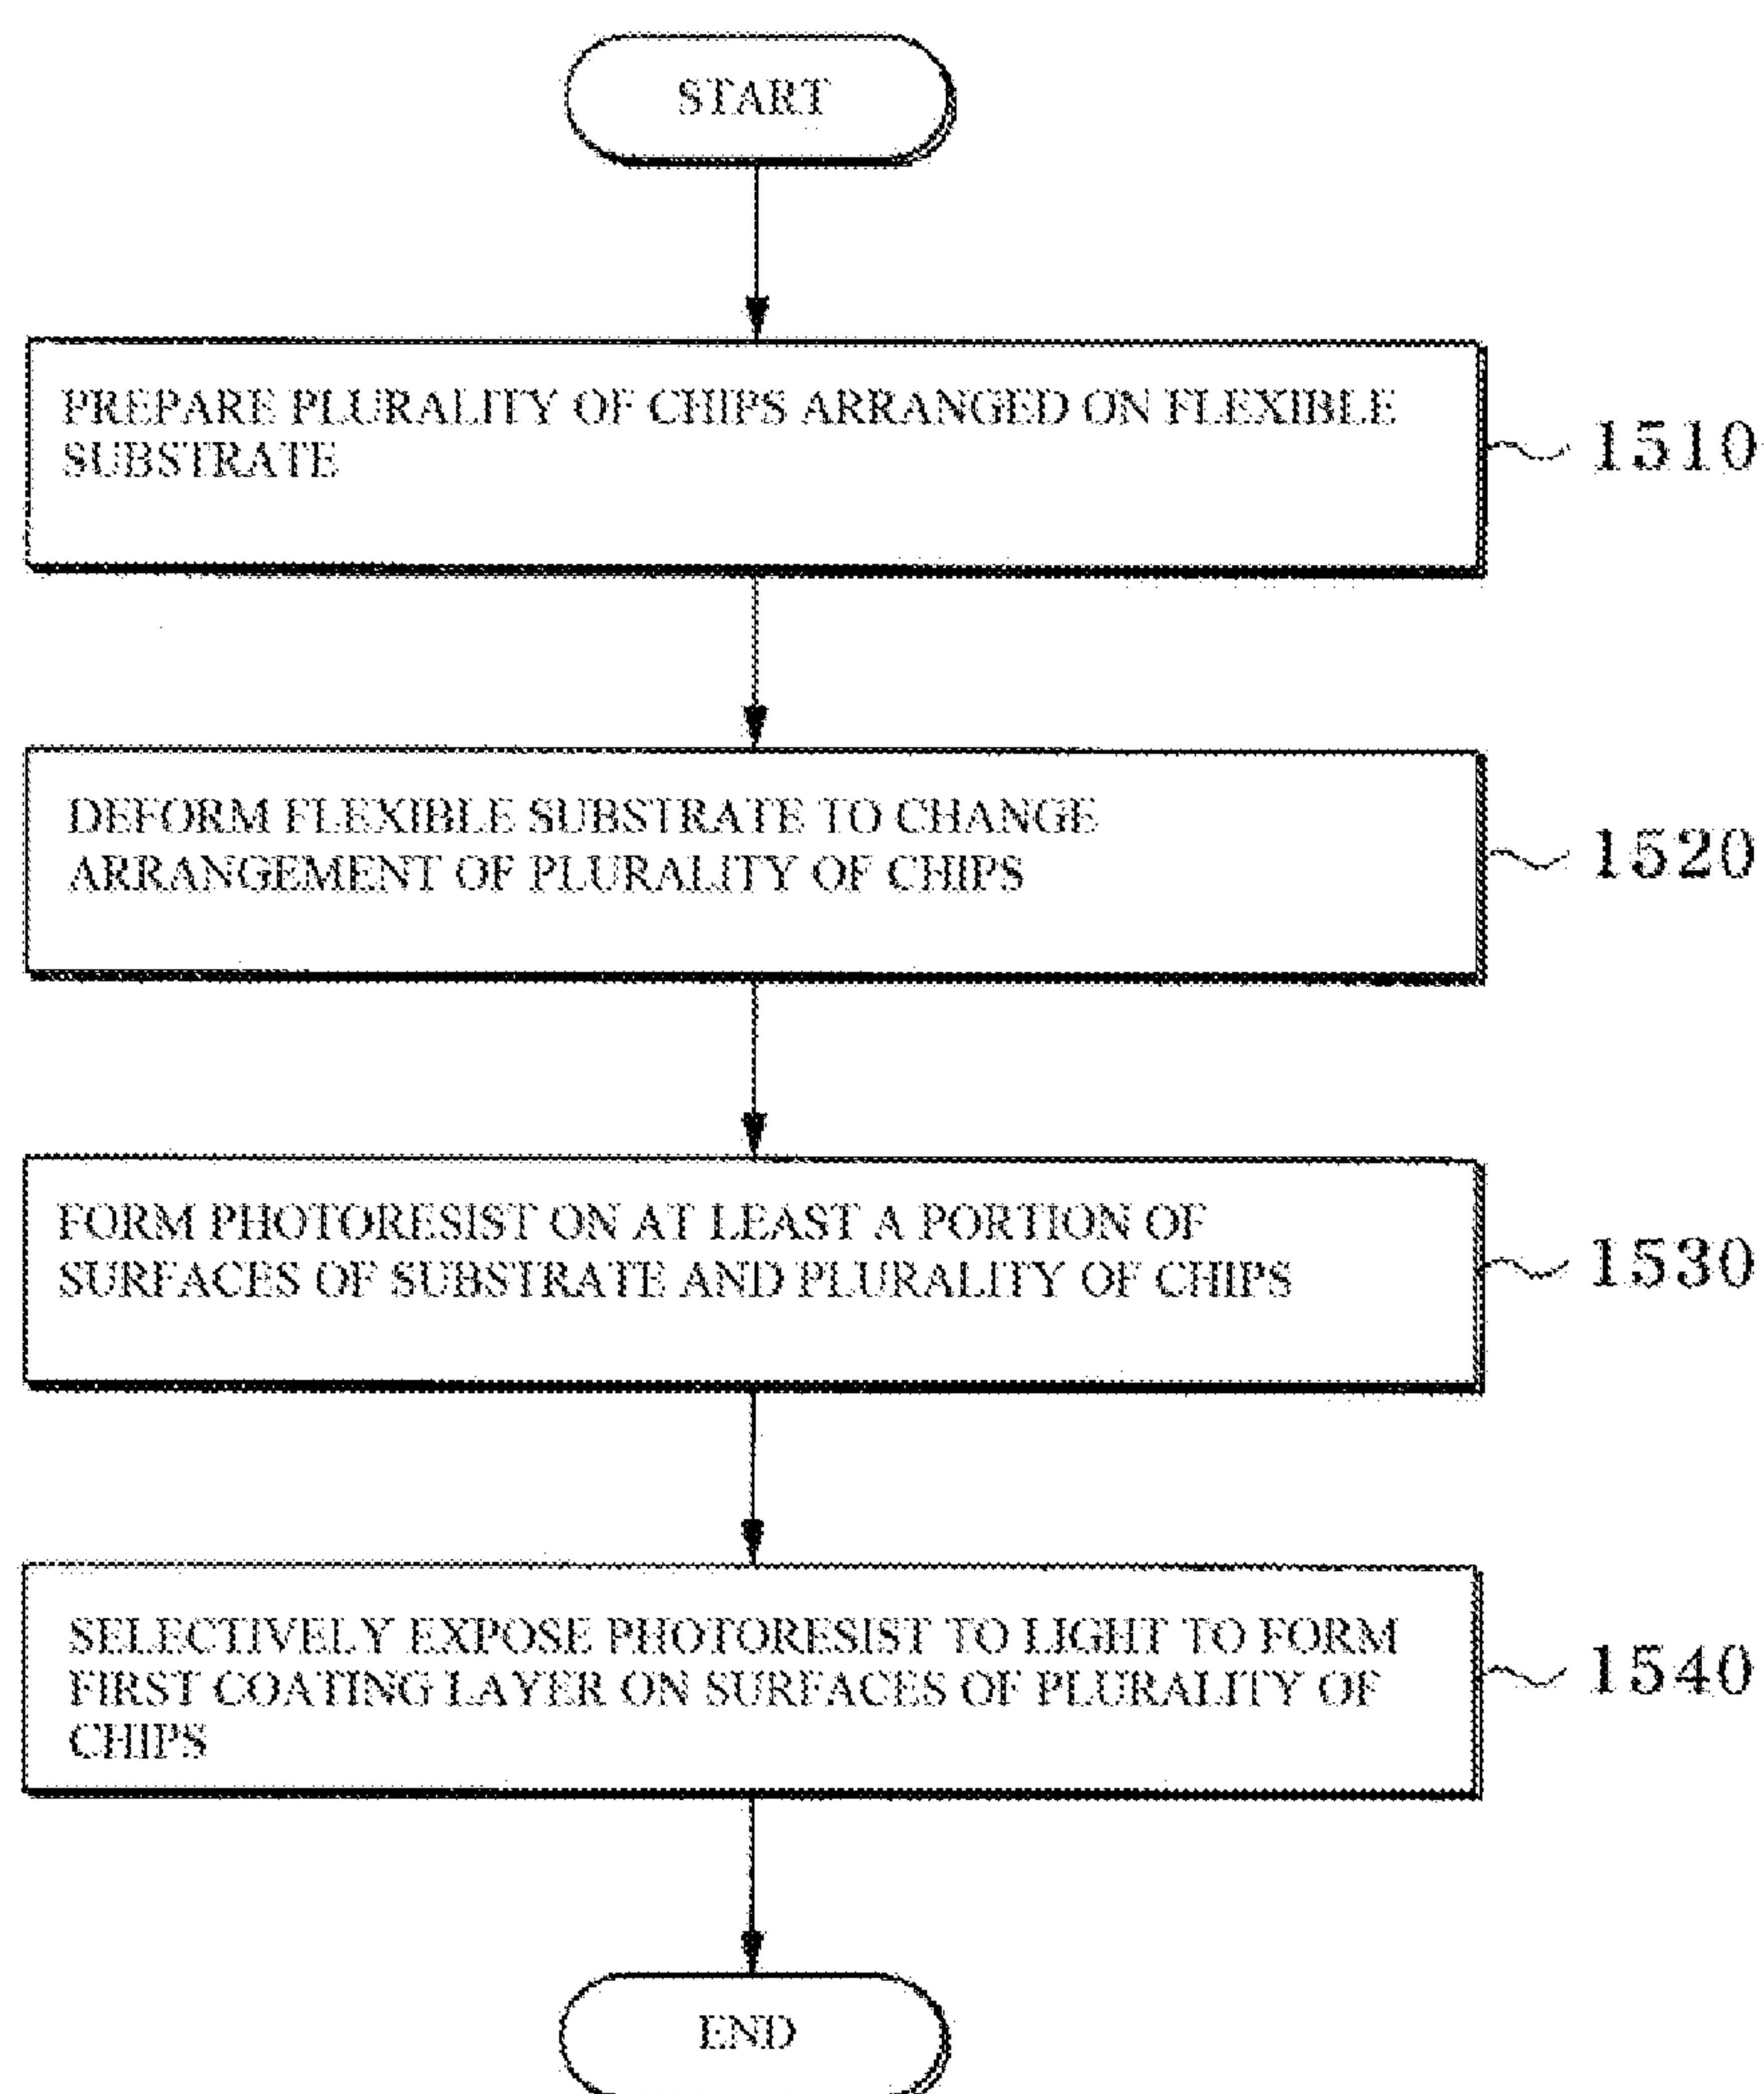 START
PREPARE PLURALITY OF CHIPS ARRANGED ON FLEXIBLE
SUBSTRATE
1510
DEFORM FLEXIBLE SUBSTRATE TO CHANGE
ARRANGEMENT OF PLURALITY OF CHIPS
1520
FORM PHOTORESIST ON AT LEAST A PORTION OF
SURFACES OF SUBSTRATE AND PLURALITY OF CHIPS
1530
SELECTIVELY EXPOSE PHOTORESIST TO LIGHT TO FORM
FIRST COATING LAYER ON SURFACES OF PLURALITY OF
CHIPS
1540
END